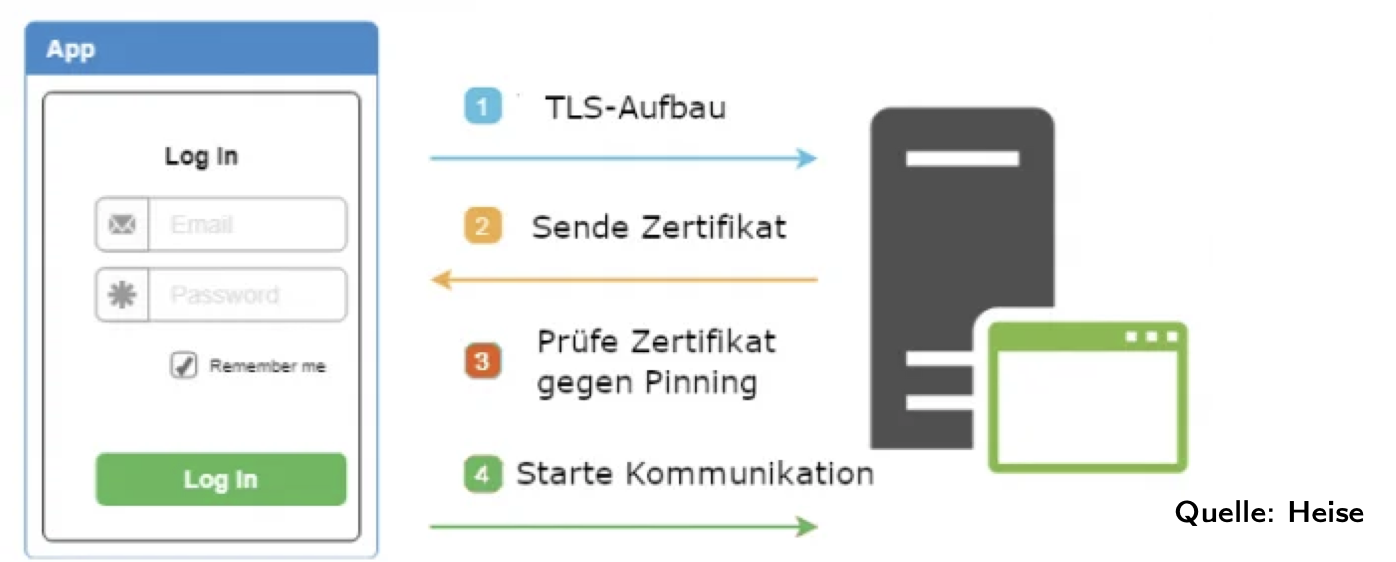 App
Log In
Email
Password
Remember me
Log In
1 TLS-Aufbau
2 Sende Zertifikat
3 Prüfe Zertifikat
gegen Pinning
4 Starte Kommunikation
Quelle: Heise